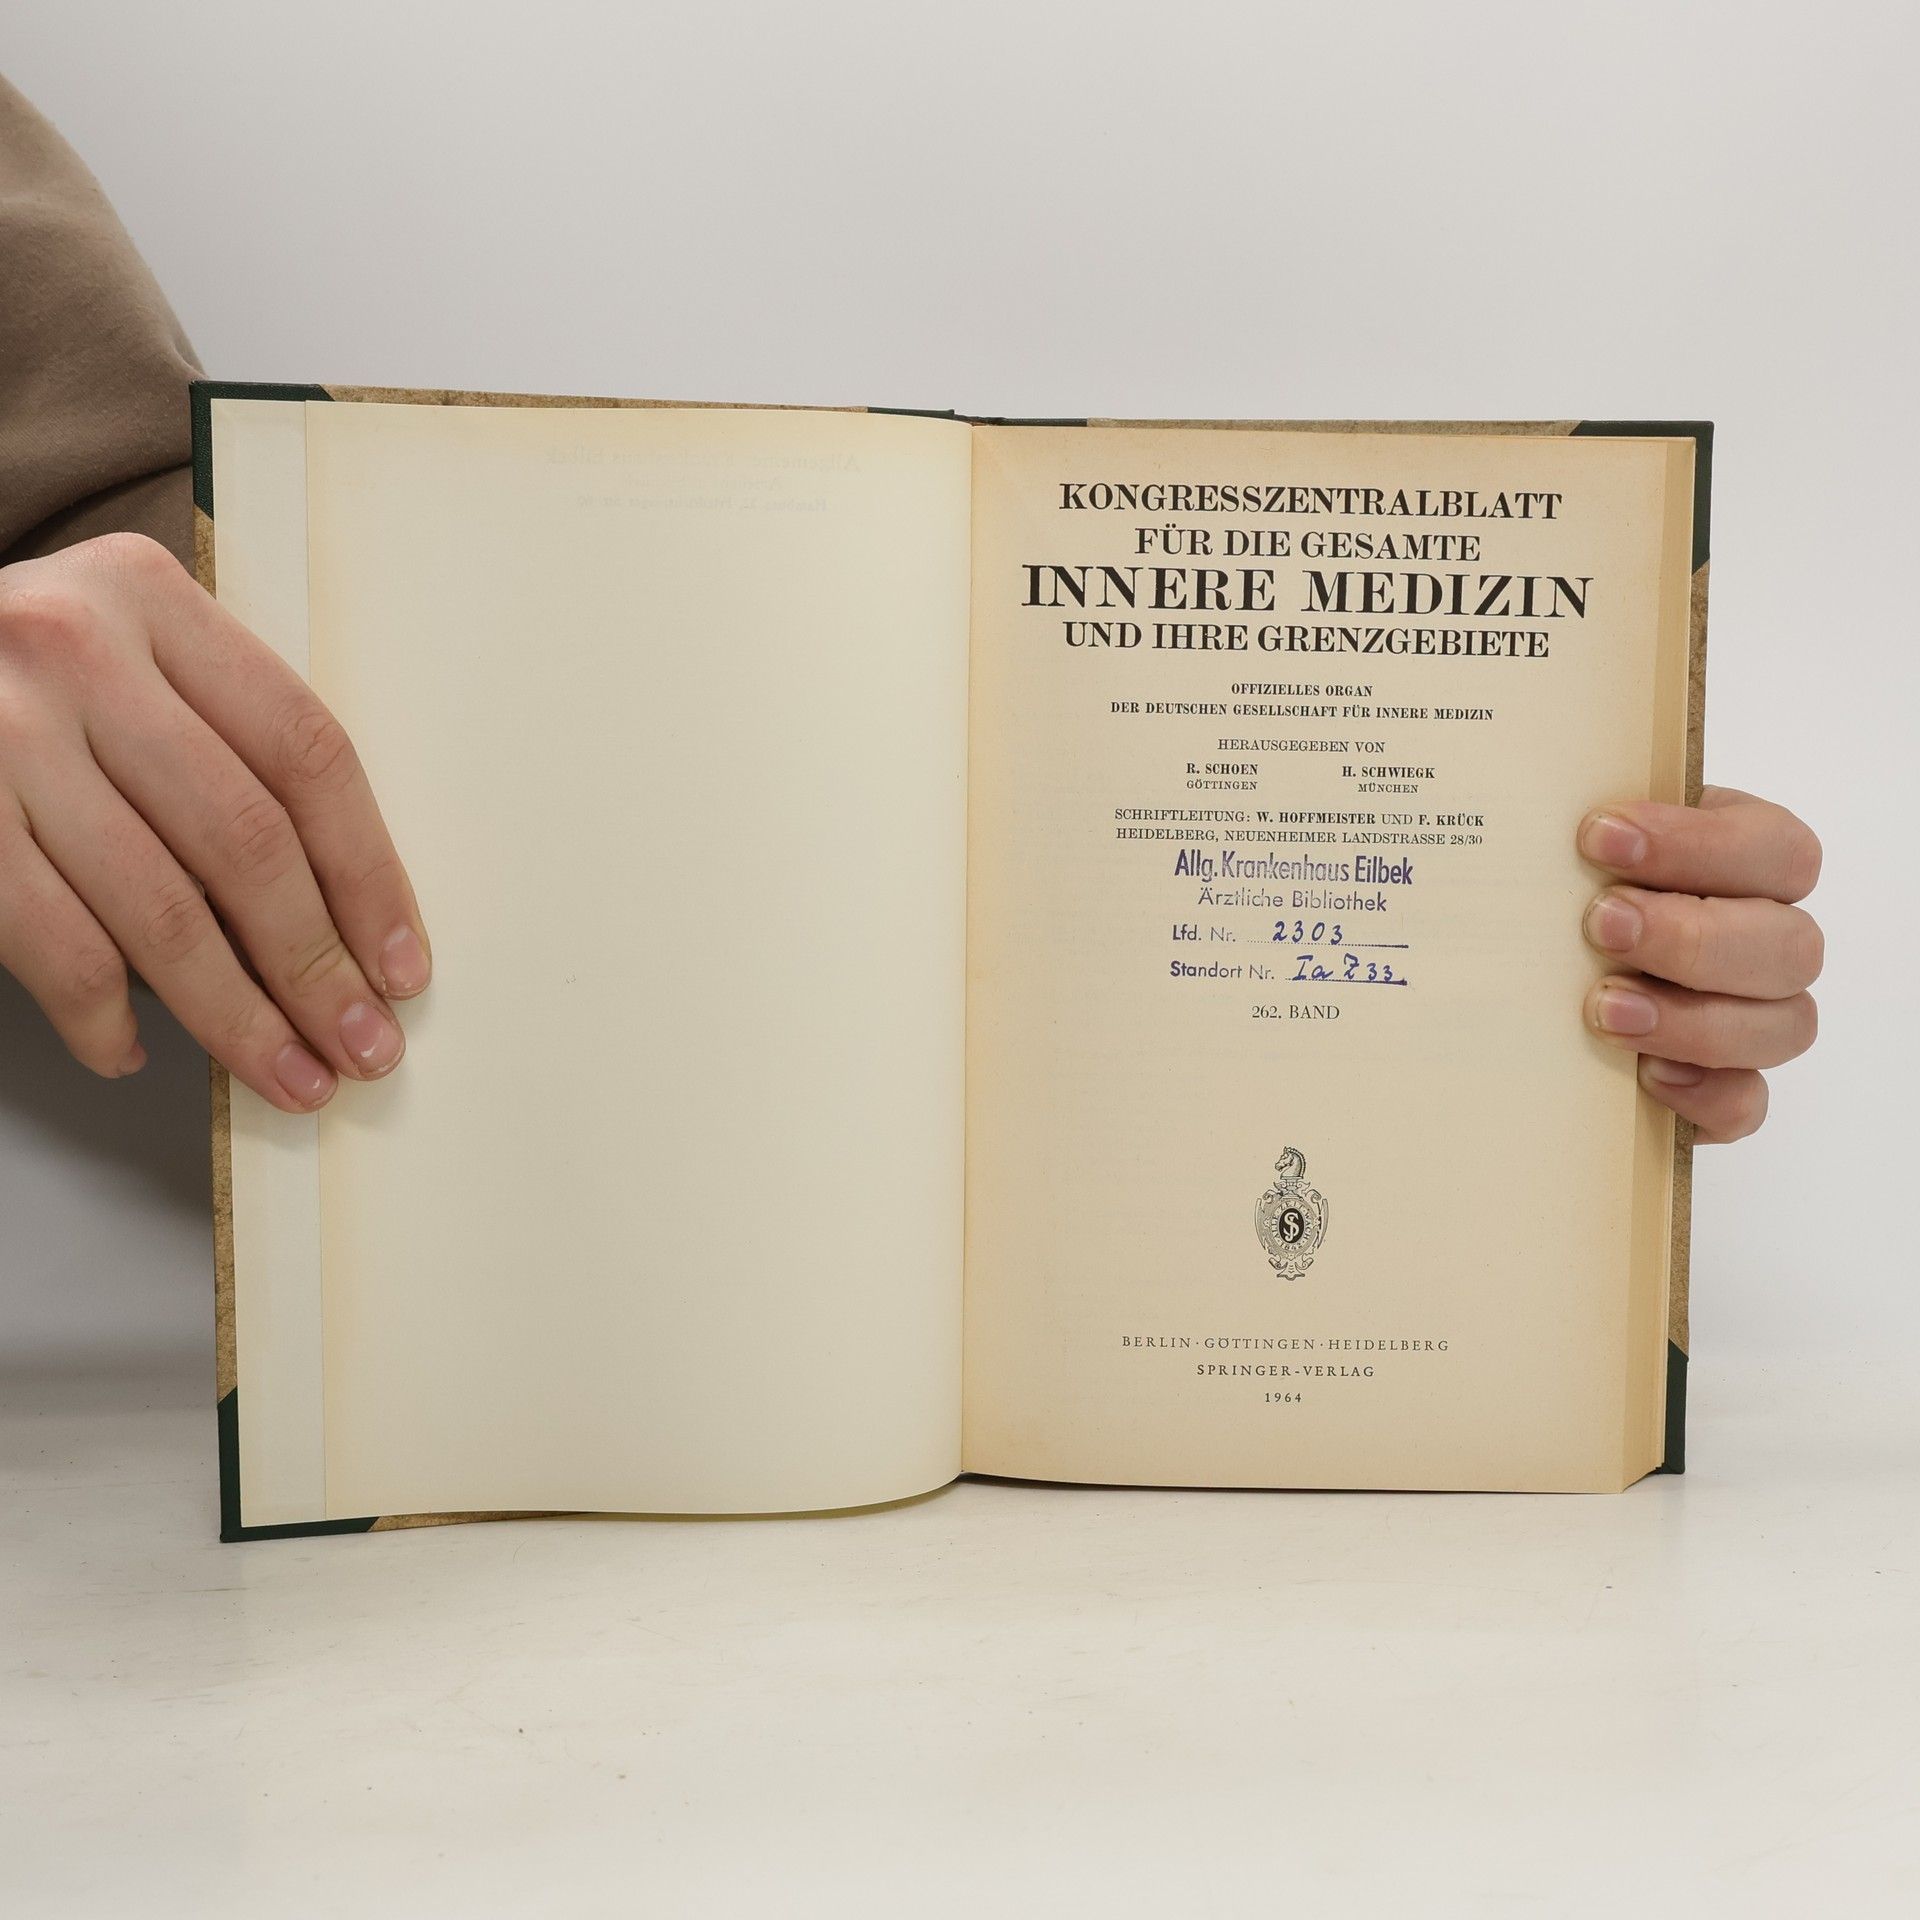 KONGRESSZENTRALBLATT
FÜR DIE GESAMTE
INNERE MEDIZIN
UND IHRE GRENZGEBIETE
OFFIZIELLES ORGAN
DER DEUTSCHEN GESELLSCHAFT FÜR INNERE MEDIZIN
HERAUSGEGEBEN VON
R. SCHOEN H. SCHWIEGK
GÖTTINGEN MÜNCHEN
SCHRIFTLEITUNG: W. HOFFMEISTER UND F. KRÜCK
HEIDELBERG, NEUENHEIMER LANDSTRASSE 28/30
Allg. Krankenhaus Eilbek
Ärztliche Bibliothek
Lfd. Nr. 2303
Standort Nr. Ia Z 33
262. BAND
BERLIN · GÖTTINGEN · HEIDELBERG
SPRINGER-VERLAG
1964